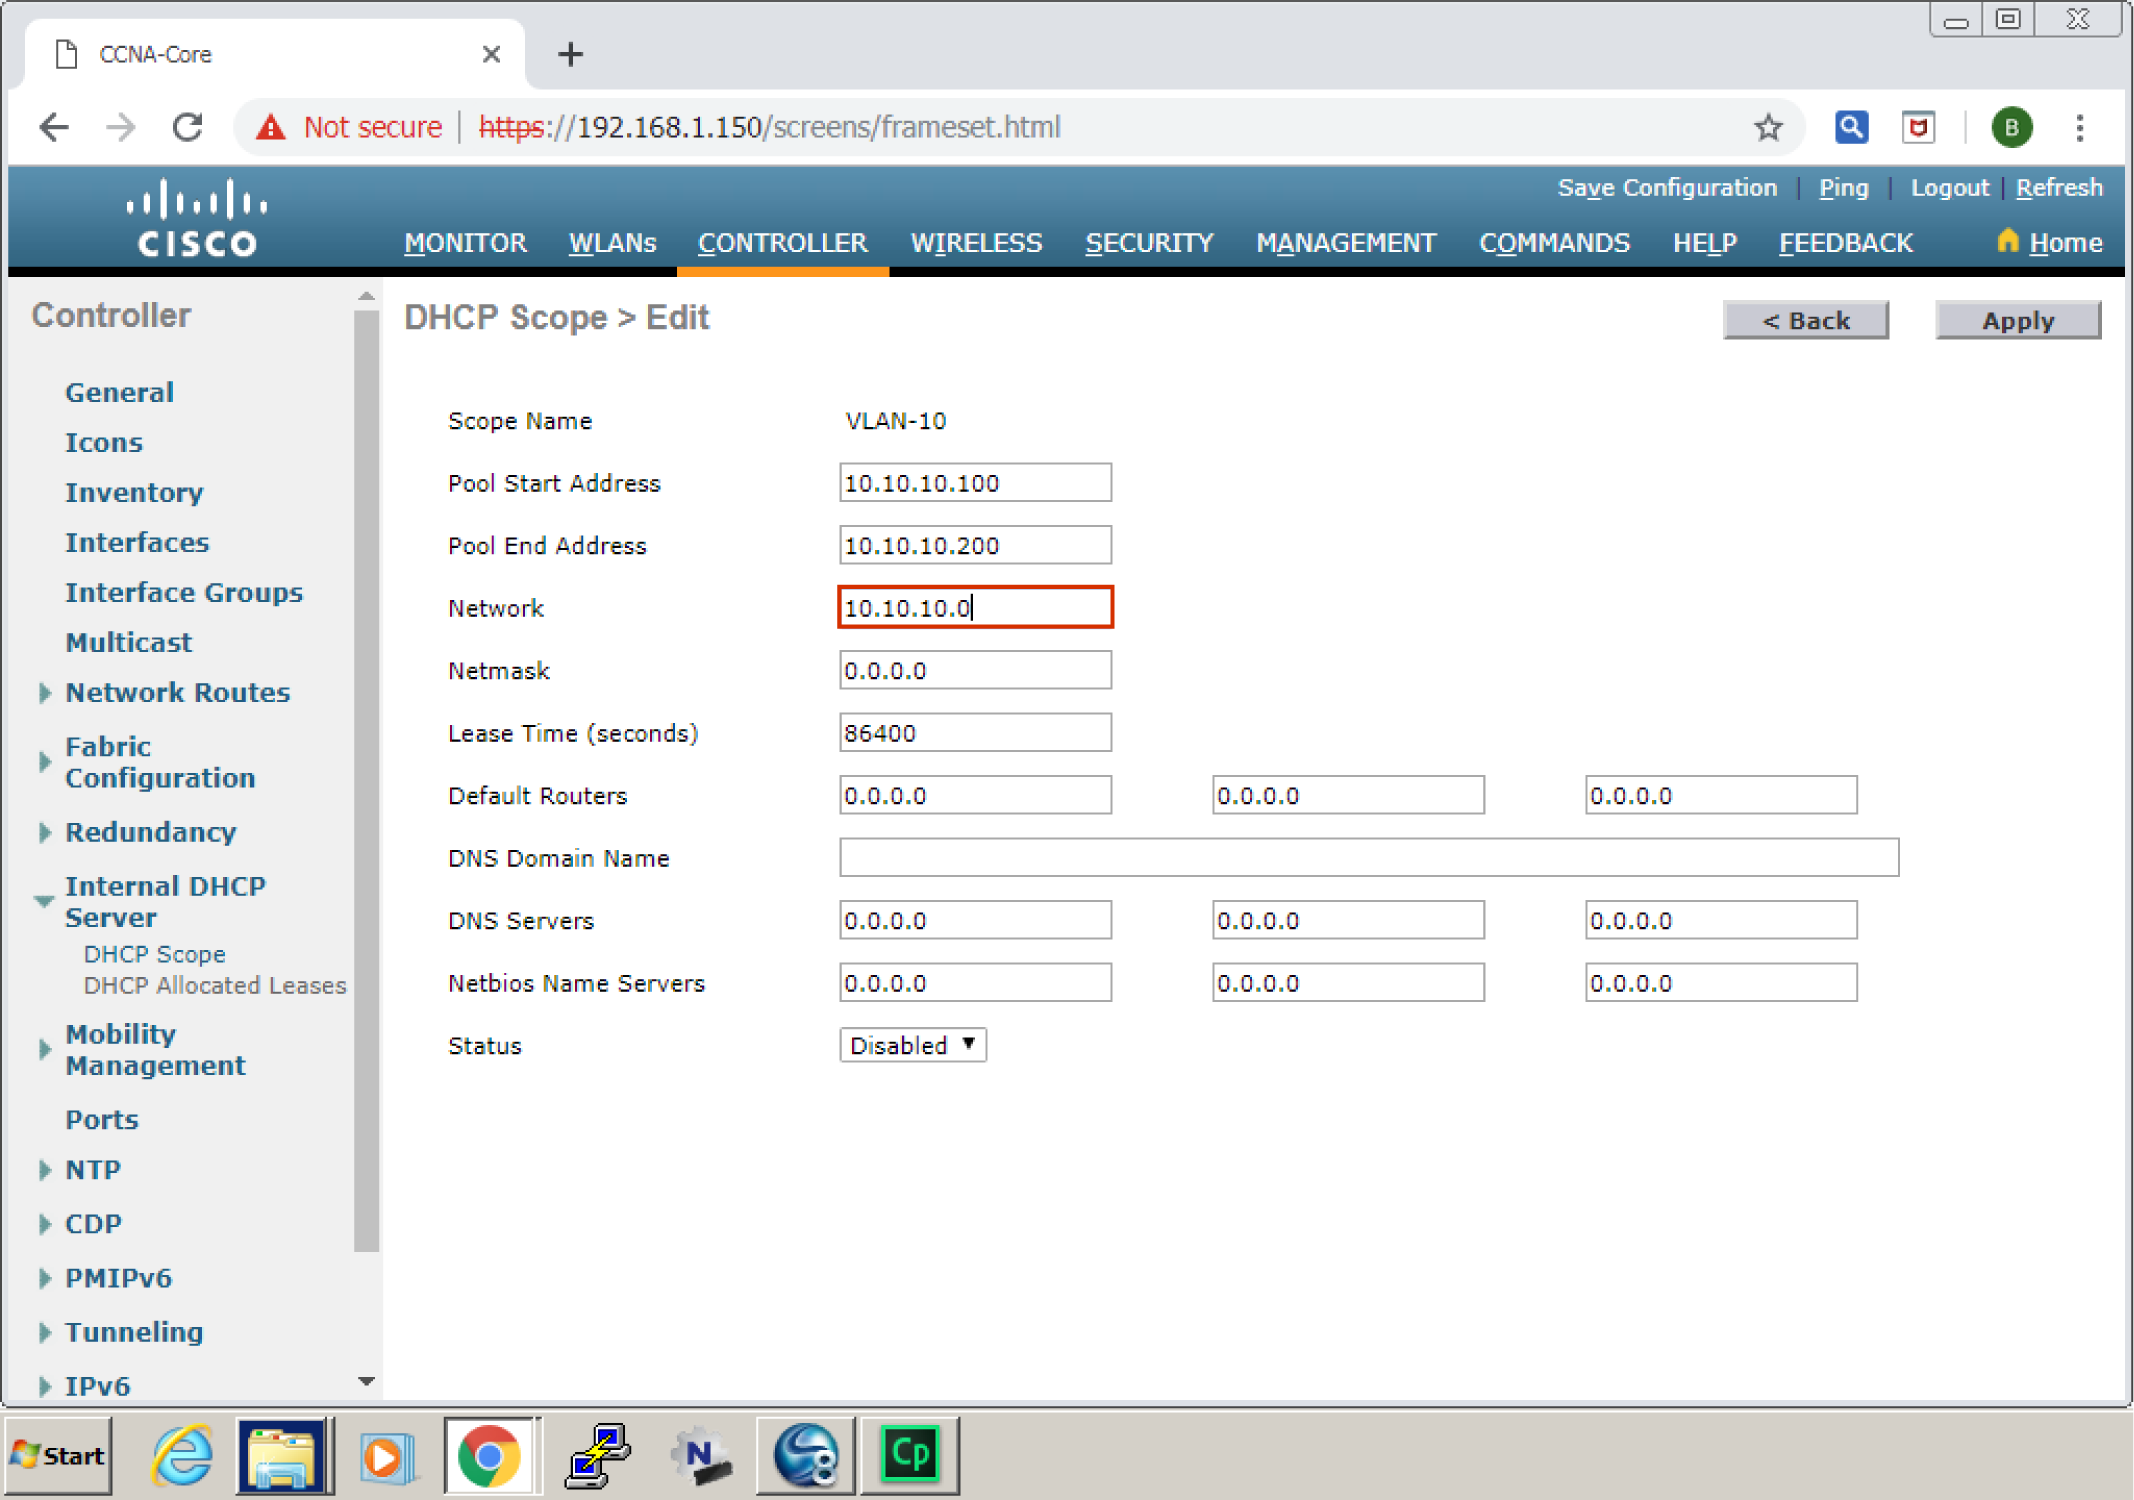 CCNA-Core
Not secure | https://192.168.1.150/screens/frameset.html
B
Save Configuration | Ping | Logout | Refresh
CISCO
MONITOR WLANs CONTROLLER WIRELESS SECURITY MANAGEMENT COMMANDS HELP FEEDBACK Home
Controller
General
Icons
Inventory
Interfaces
Interface Groups
Multicast
Network Routes
Fabric
Configuration
Redundancy
Internal DHCP
Server
DHCP Scope
DHCP Allocated Leases
Mobility
Management
Ports
NTP
CDP
PMIPv6
Tunneling
IPv6
DHCP Scope > Edit
< Back Apply
Scope Name VLAN-10
Pool Start Address 10.10.10.100
Pool End Address 10.10.10.200
Network 10.10.10.0
Netmask 0.0.0.0
Lease Time (seconds) 86400
Default Routers 0.0.0.0 0.0.0.0 0.0.0.0
DNS Domain Name
DNS Servers 0.0.0.0 0.0.0.0 0.0.0.0
Netbios Name Servers 0.0.0.0 0.0.0.0 0.0.0.0
Status Disabled
Start N 8 Cp